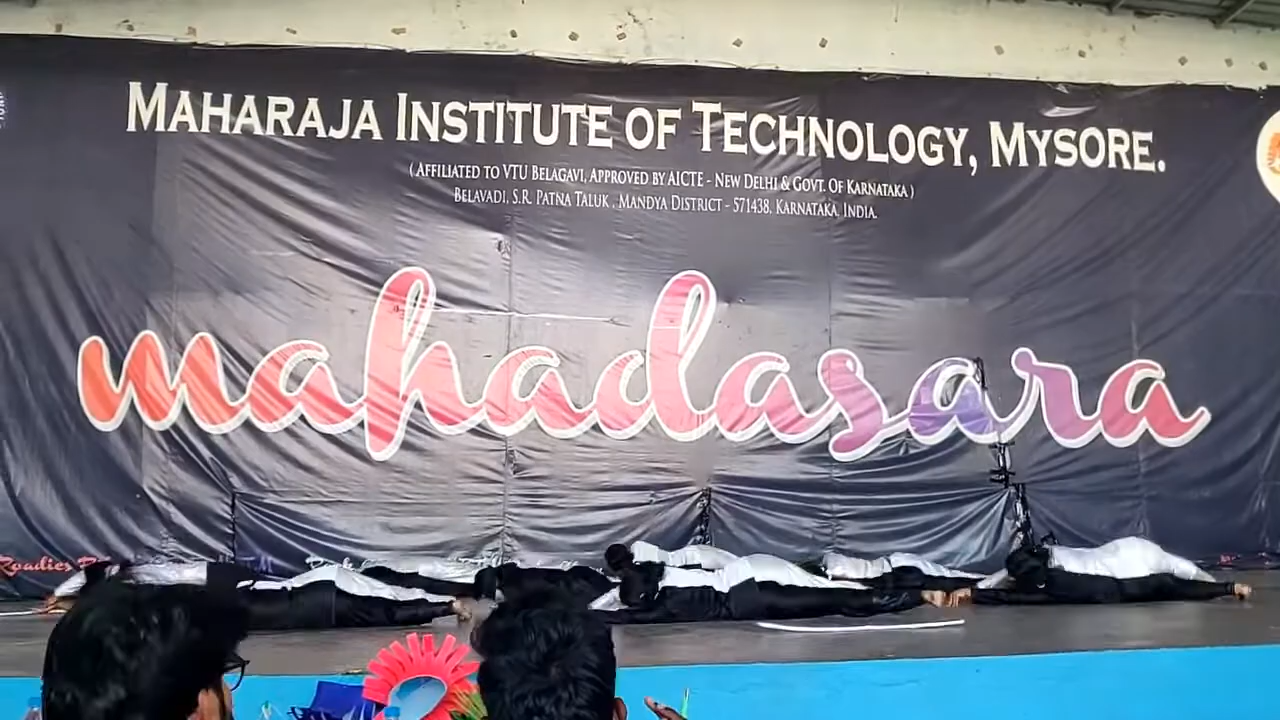 MAHARAJA INSTITUTE OF TECHNOLOGY, MYSORE.
( AFFILIATED TO VTU BELAGAVI, APPROVED BY AICTE - NEW DELHI & GOVT. OF KARNATAKA )
BELAVADI, S.R. PATNA TALUK , MANDYA DISTRICT - 571438, KARNATAKA, INDIA.
mahadasara
Roadies